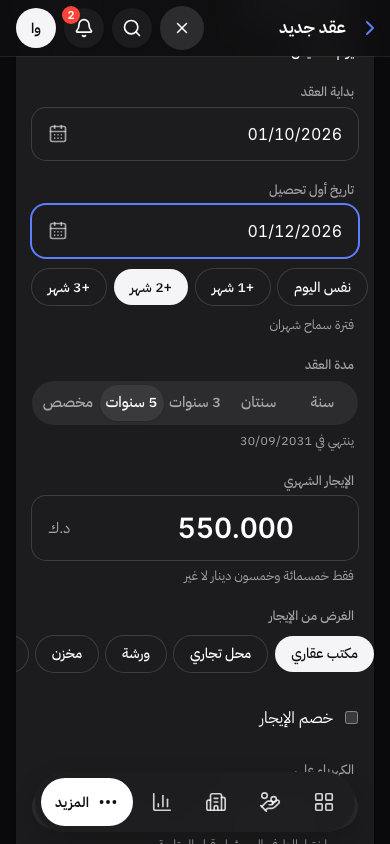 عقد جديد
2
وا
بداية العقد
01/10/2026
تاريخ أول تحصيل
01/12/2026
نفس اليوم
+1 شهر
+2 شهر
+3 شهر
فترة سماح شهران
مدة العقد
سنة
سنتان
3 سنوات
5 سنوات
مخصص
ينتهي في 30/09/2031
الإيجار الشهري
550.000
د.ك
فقط خمسمائة وخمسون دينار لا غير
الغرض من الإيجار
مكتب عقاري
محل تجاري
ورشة
مخزن
خصم الإيجار
الكهرباء على
المزيد